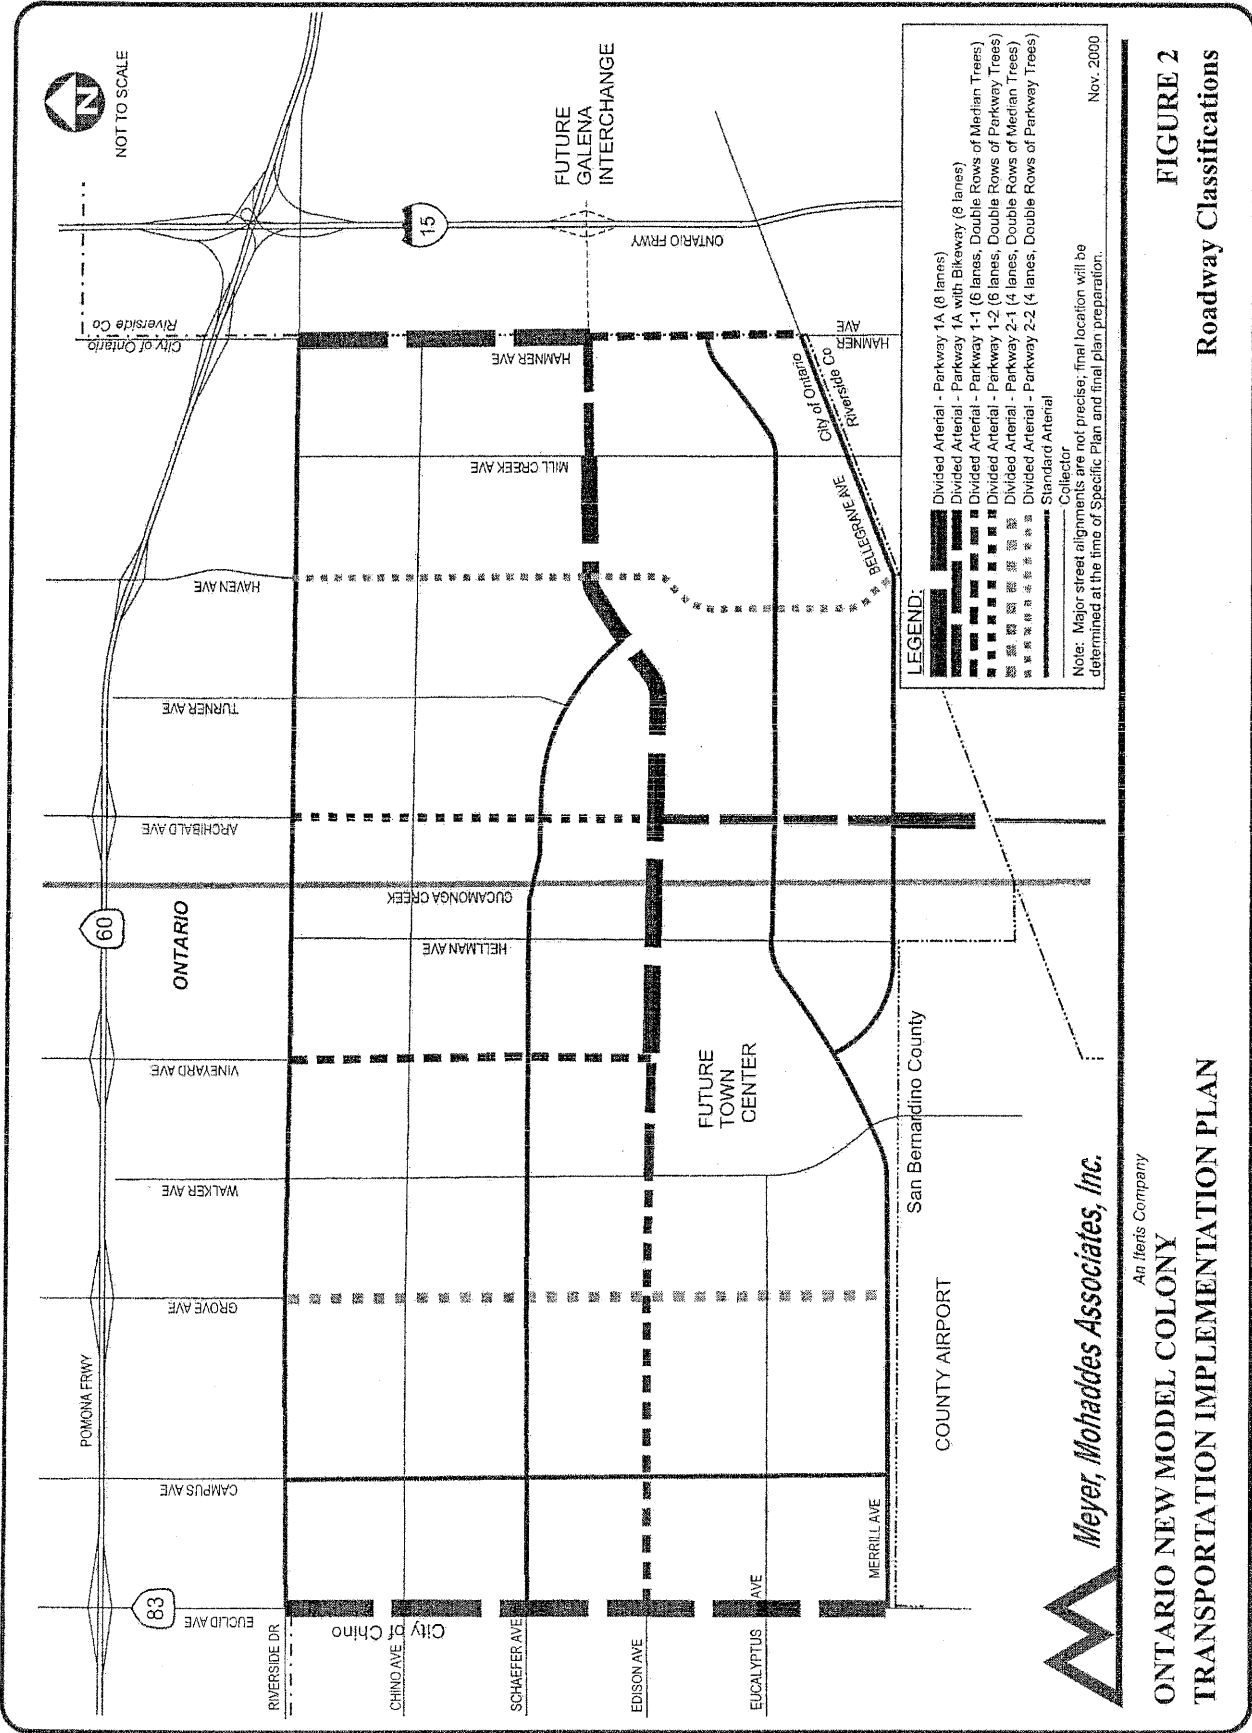 NOT TO SCALE
N
POMONA FRWY
60
83
15
ONTARIO
EUCLID AVE
CAMPUS AVE
GROVE AVE
WALKER AVE
VINEYARD AVE
HELLMAN AVE
CUCAMONGA CREEK
ARCHIBALD AVE
TURNER AVE
HAVEN AVE
MILL CREEK AVE
HAMNER AVE
City of Ontario
Riverside Co
ONTARIO FRWY
FUTURE
GALENA
INTERCHANGE
HAMNER
AVE
City of Ontario
Riverside Co
BELLEGRAVE AVE
RIVERSIDE DR
City of Chino
CHINO AVE
SCHAEFER AVE
EDISON AVE
EUCALYPTUS AVE
MERRILL AVE
FUTURE
TOWN
CENTER
San Bernardino County
COUNTY AIRPORT
LEGEND:
Divided Arterial - Parkway 1A (8 lanes)
Divided Arterial - Parkway 1A with Bikeway (8 lanes)
Divided Arterial - Parkway 1-1 (6 lanes, Double Rows of Median Trees)
Divided Arterial - Parkway 1-2 (6 lanes, Double Rows of Parkway Trees)
Divided Arterial - Parkway 2-1 (4 lanes, Double Rows of Median Trees)
Divided Arterial - Parkway 2-2 (4 lanes, Double Rows of Parkway Trees)
Standard Arterial
Collector
Note: Major street alignments are not precise; final location will be
determined at the time of Specific Plan and final plan preparation.
Nov. 2000
Meyer, Mohaddes Associates, Inc.
An Iteris Company
ONTARIO NEW MODEL COLONY
TRANSPORTATION IMPLEMENTATION PLAN
FIGURE 2
Roadway Classifications